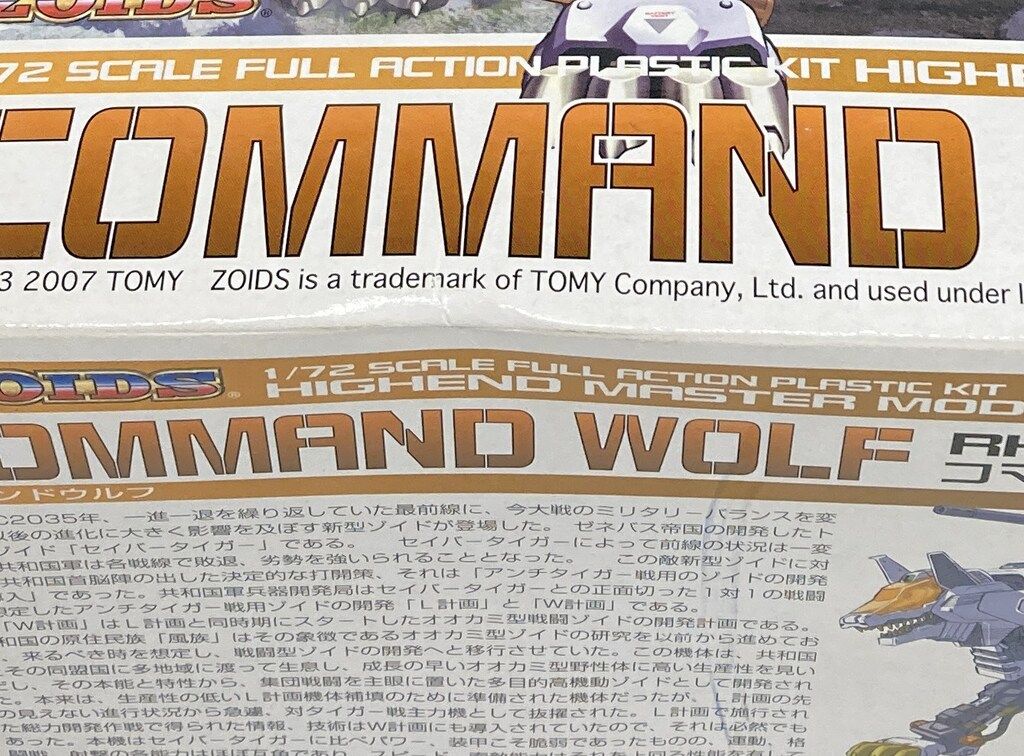 ZOIDS®
72 SCALE FULL ACTION PLASTIC KIT HIGH
COMMAND
3 2007 TOMY ZOIDS is a trademark of TOMY Company, Ltd. and used under
OIDS® 1/72 SCALE FULL ACTION PLASTIC KIT
HIGHEND MASTER MOD
OMMAND WOLF RH
コマ
ンドウルフ
C2035年、一進一退を繰り返していた最前線に、今大戦のミリタリーバランスを変
以後の進化に大きく影響を及ぼす新型ゾイドが登場した。 ゼネバス帝国の開発したト
イド「セイバータイガー」である。 セイバータイガーによって前線の状況は一変
共和国軍は各戦線で敗退、劣勢を強いられることとなった。 この敵新型ゾイドに対
共和国首脳陣の出した決定的な打開策、それは「アンチタイガー戦用のゾイドの開発
入」であった。共和国軍兵器開発局はセイバータイガーとの正面切った1対1の戦闘
想定したアンチタイガー戦用ゾイドの開発「L計画」と「W計画」である。
「W計画」はL計画と同時期にスタートしたオオカミ型戦闘ゾイドの開発計画である。
和国の原住民族「風族」はその象徴であるオオカミ型ゾイドの研究を以前から進めてお
、来るべき時を想定し、戦闘型ゾイドの開発へと移行させていた。この機体は、共和国
その同盟国に多地域に渡って生息し、成長の早いオオカミ型野性体に高い生産性を見い
し、その本能と特性から、集団戦闘を主眼に置いた多目的高機動ゾイドとして開発され
。本来は、生産性の低いL計画機体補填のために準備された機体だったが、L計画の先
の見えない進行状況から急遽、対タイガー戦主力機として抜擢された。L計画で施行され
た総力開発作戦で得られた情報、技術はW計画にも導入されていたので、それは必然でも
あった。本機はセイバータイガーに比べパワー、装甲こそ脆弱であったものの、運動、格